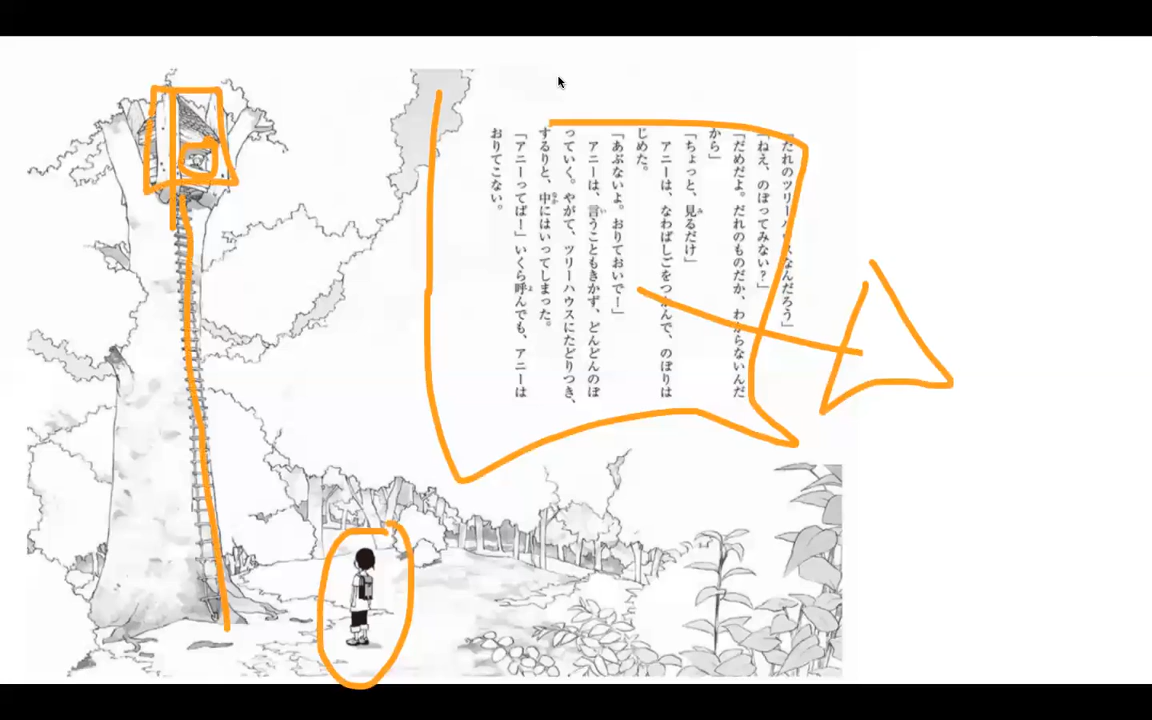 「だれのツリーハウスなんだろう」
「ねえ、のぼってみない?」
「だめだよ。だれのものだか、わからないんだ
から」
「ちょっと、見るだけ」
アニーは、なわばしごをつかんで、のぼりは
じめた。
「あぶないよ。おりておいで!」
アニーは、言うこともきかず、どんどんのぼ
っていく。やがて、ツリーハウスにたどりつき、
するりと、中にはいってしまった。
「アニーってば!」いくら呼んでも、アニーは
おりてこない。